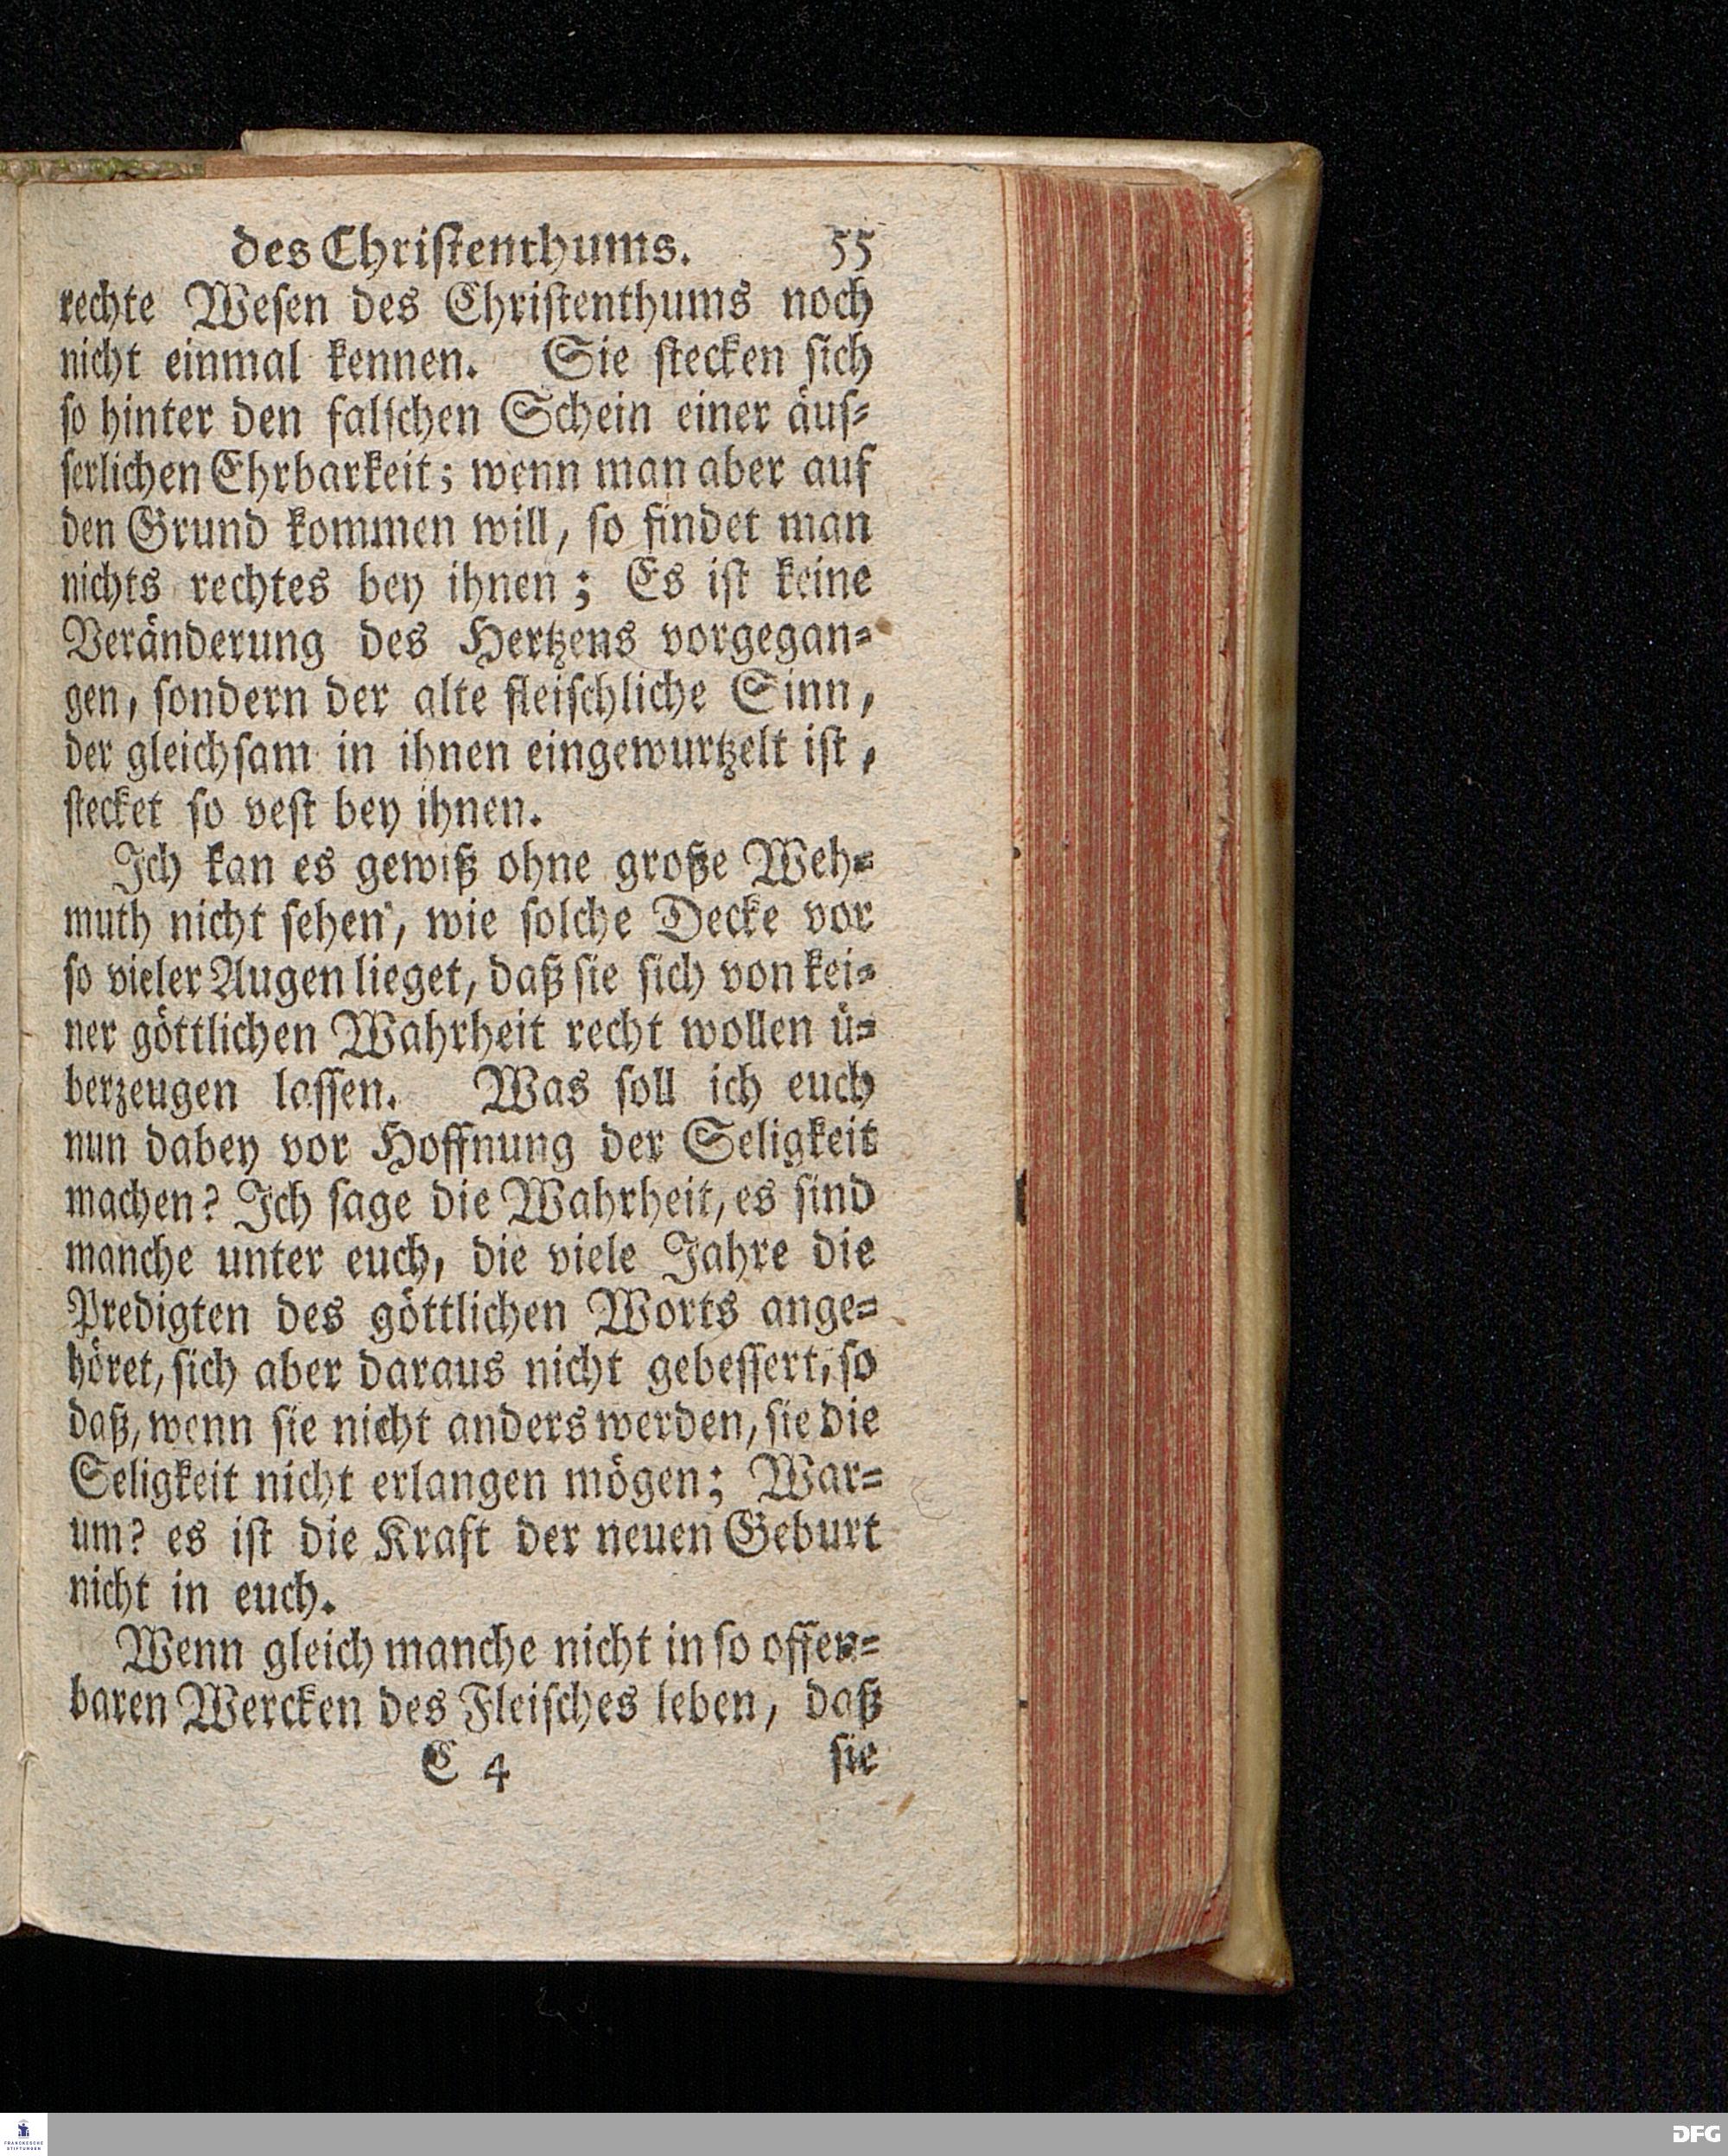 des Christenthums. 55
rechte Wesen des Christenthums noch
nicht einmal kennen. Sie stecken sich
so hinter den falschen Schein einer äus-
serlichen Ehrbarkeit; wenn man aber auf
den Grund kommen will, so findet man
nichts rechtes bey ihnen; Es ist keine
Veränderung des Hertzens vorgegan-
gen, sondern der alte fleischliche Sinn,
der gleichsam in ihnen eingewurtzelt ist,
stecket so vest bey ihnen.
Ich kan es gewiß ohne große Weh-
muth nicht sehen, wie solche Decke vor
so vieler Augen lieget, daß sie sich von kei-
ner göttlichen Wahrheit recht wollen ü-
berzeugen lassen. Was soll ich euch
nun dabey vor Hoffnung der Seligkeit
machen? Ich sage die Wahrheit, es sind
manche unter euch, die viele Jahre die
Predigten des göttlichen Worts ange-
höret, sich aber daraus nicht gebessert, so
daß, wenn sie nicht anders werden, sie die
Seligkeit nicht erlangen mögen; War-
um? es ist die Kraft der neuen Geburt
nicht in euch.
Wenn gleich manche nicht in so offen-
baren Wercken des Fleisches leben, daß
C 4 sie
FRANCKESCHE
STIFTUNGEN
DFG